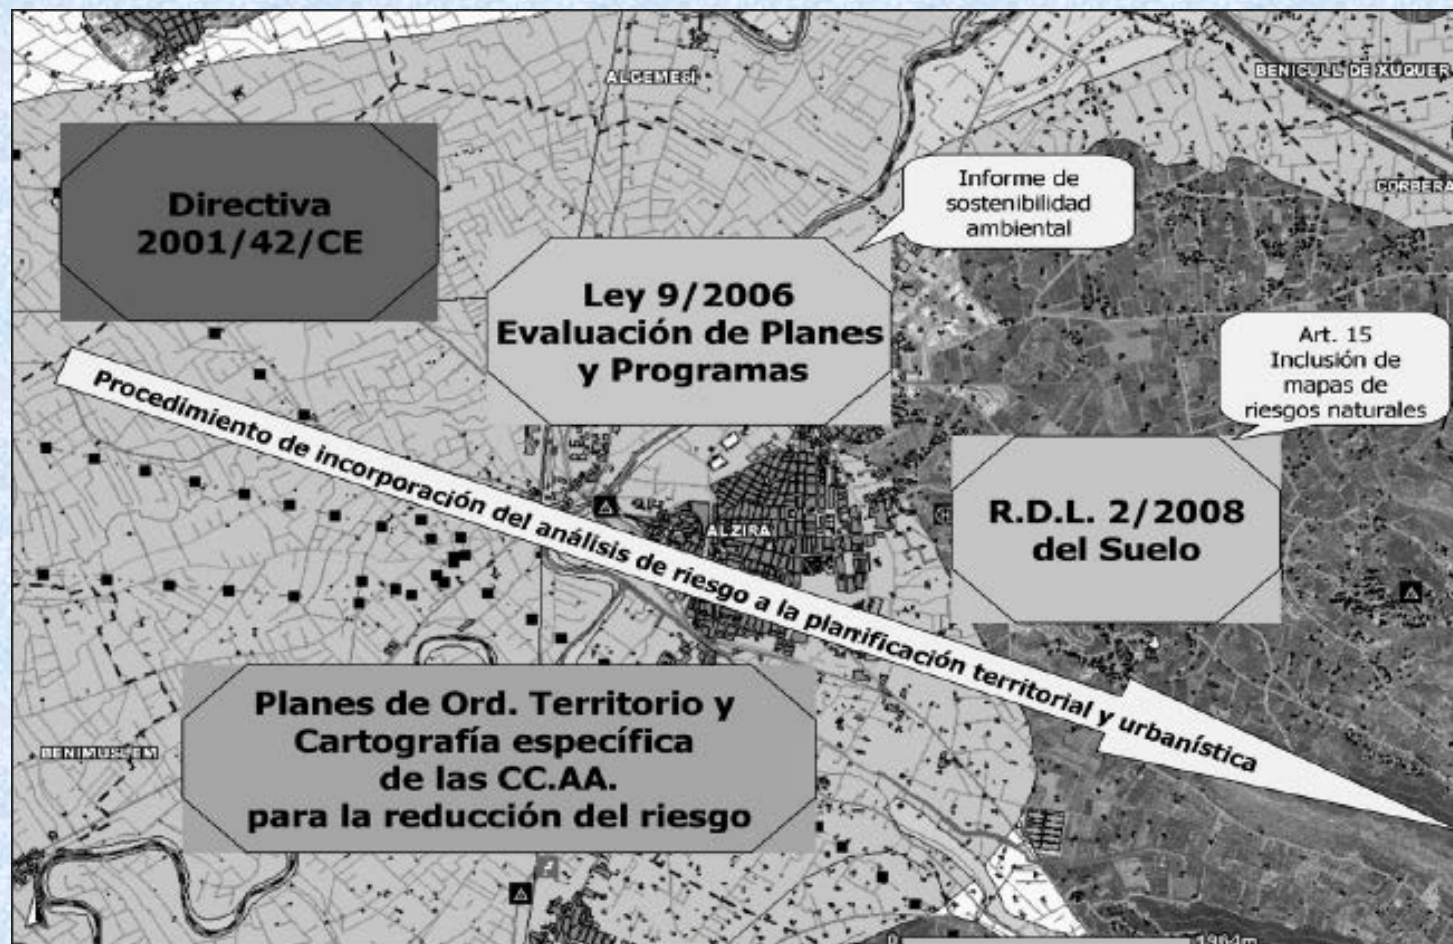 ALGEMESÍ
BENICULL DE XÚQUER
CORBERA
Directiva
2001/42/CE
Informe de
sostenibilidad
ambiental
Ley 9/2006
Evaluación de Planes
y Programas
Art. 15
Inclusión de
mapas de
riesgos naturales
Procedimiento de incorporación del análisis de riesgo a la planificación territorial y urbanística
ALZIRA
R.D.L. 2/2008
del Suelo
Planes de Ord. Territorio y
Cartografía específica
de las CC.AA.
para la reducción del riesgo
BENIMUSLEM
0